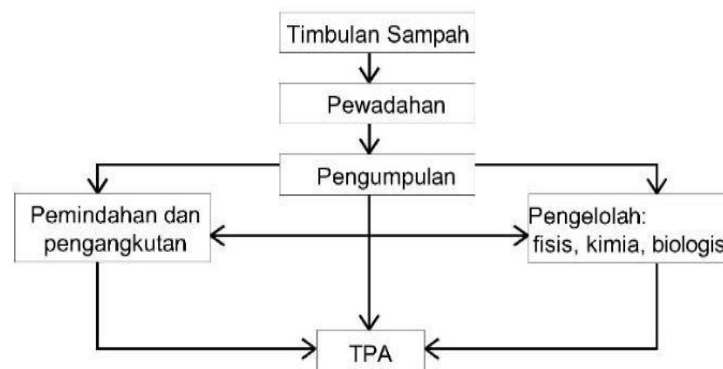 Timbulan Sampah
Pewadahan
Pengumpulan
Pemindahan dan
pengangkutan
Pengelolah:
fisis, kimia, biologis
TPA